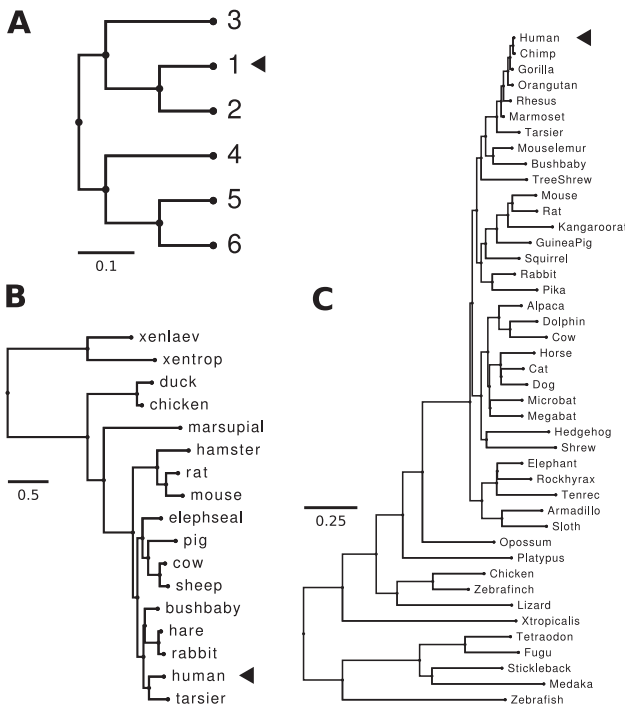 A
3
1
2
4
5
6
0.1
B
xenlaev
xentrop
duck
chicken
marsupial
hamster
rat
mouse
elephseal
pig
cow
sheep
bushbaby
hare
rabbit
human
tarsier
0.5
C
Human
Chimp
Gorilla
Orangutan
Rhesus
Marmoset
Tarsier
Mouselemur
Bushbaby
TreeShrew
Mouse
Rat
Kangaroorat
GuineaPig
Squirrel
Rabbit
Pika
Alpaca
Dolphin
Cow
Horse
Cat
Dog
Microbat
Megabat
Hedgehog
Shrew
Elephant
Rockhyrax
Tenrec
Armadillo
Sloth
Opossum
Platypus
Chicken
Zebrafinch
Lizard
Xtropicalis
Tetraodon
Fugu
Stickleback
Medaka
Zebrafish
0.25